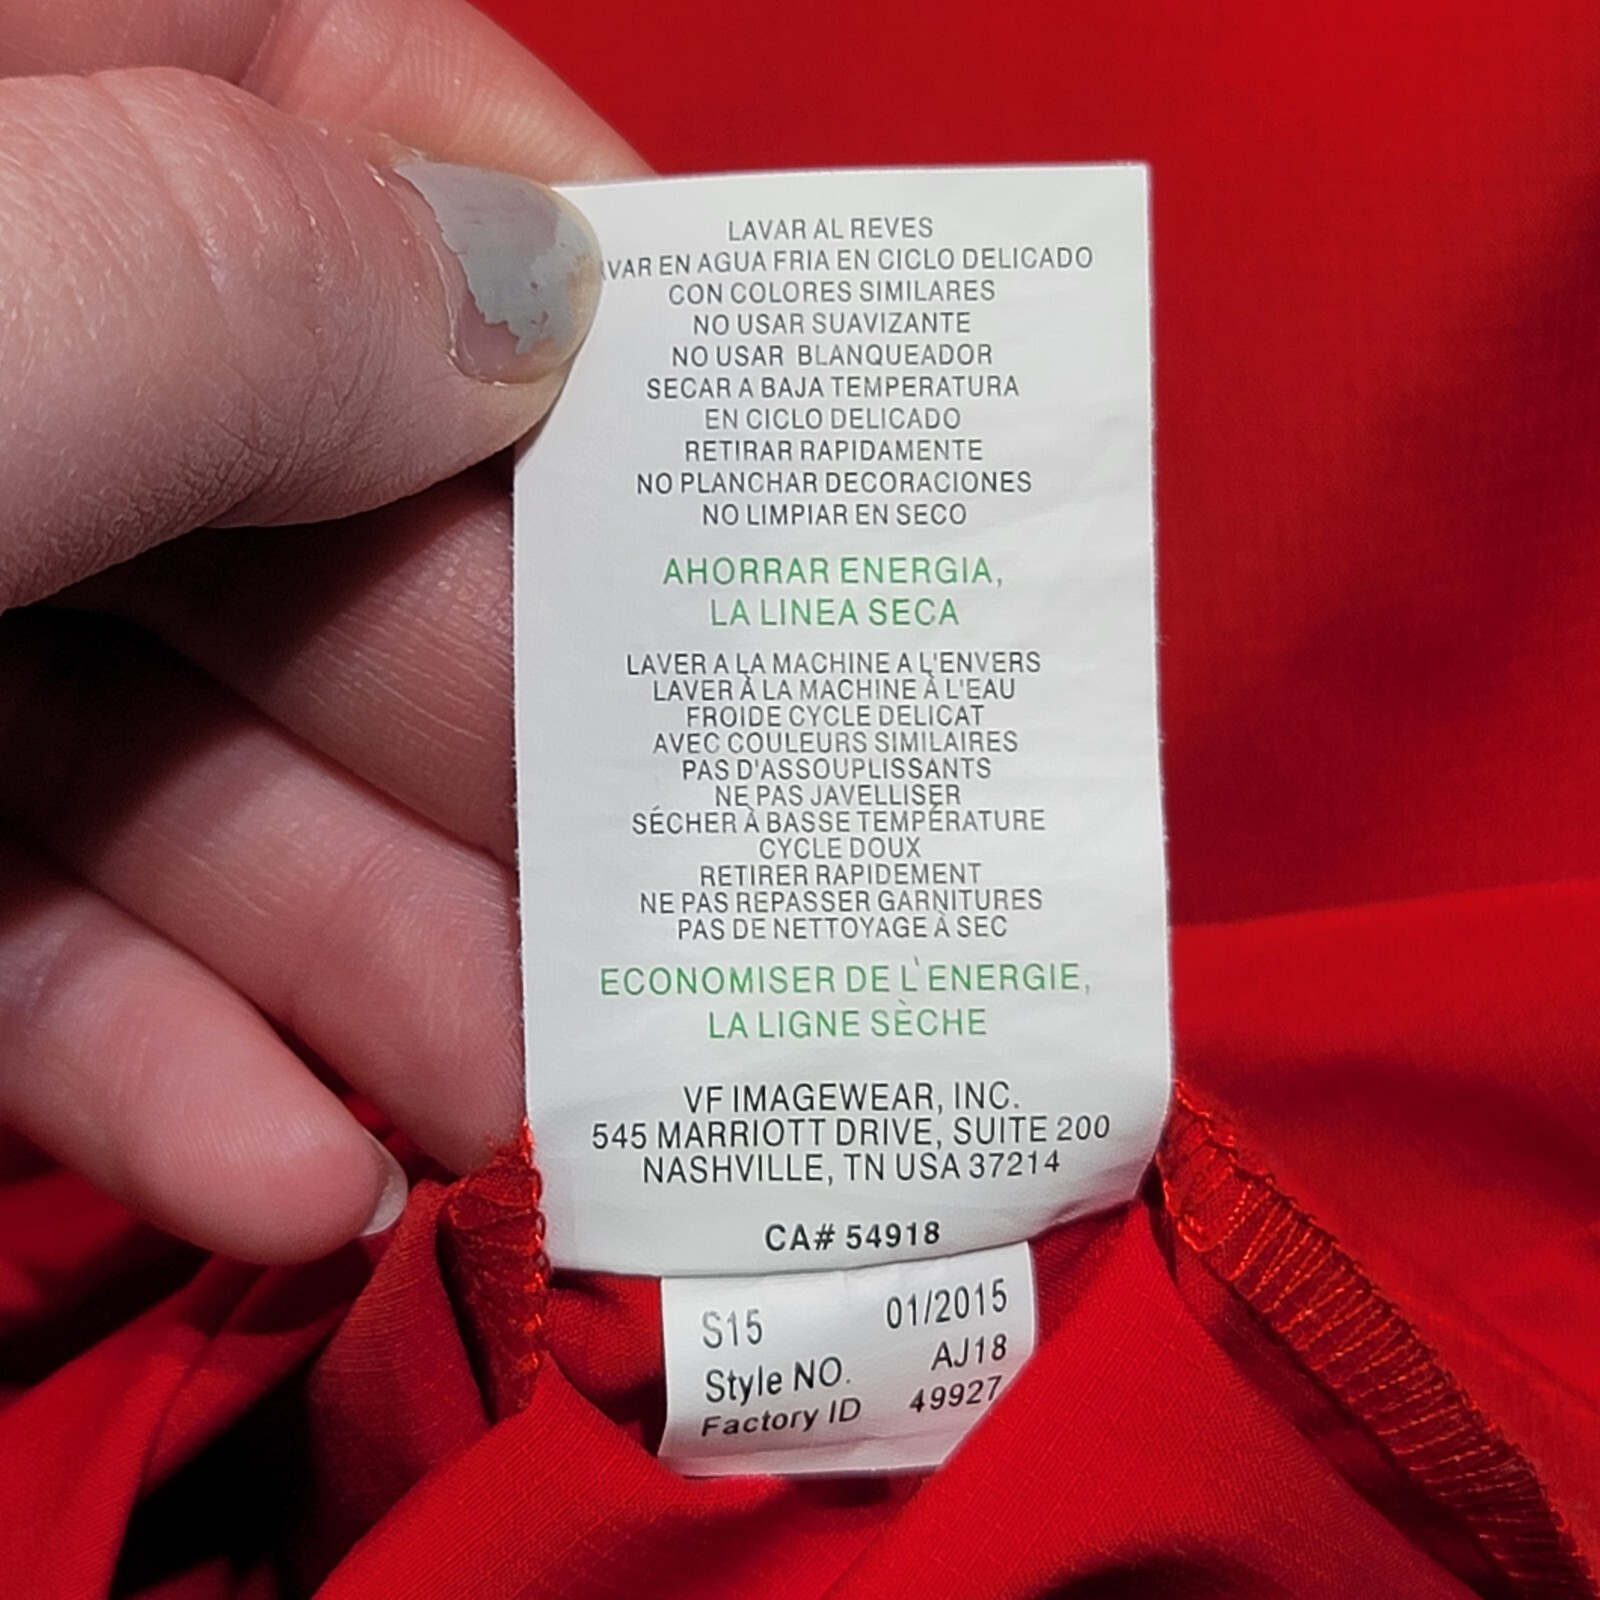 LAVAR AL REVES
EN AGUA FRIA EN CICLO DELICADO
CON COLORES SIMILARES
NO USAR SUAVIZANTE
NO USAR BLANQUEADOR
SECAR A BAJA TEMPERATURA
EN CICLO DELICADO
RETIRAR RAPIDAMENTE
NO PLANCHAR DECORACIONES
NO LIMPIAR EN SECO
AHORRAR ENERGIA,
LA LINEA SECA
LAVER A LA MACHINE A L'ENVERS
LAVER À LA MACHINE À L'EAU
FROIDE CYCLE DELICAT
AVEC COULEURS SIMILAIRES
PAS D'ASSOUPLISSANTS
NE PAS JAVELLISER
SÉCHER À BASSE TEMPÉRATURE
CYCLE DOUX
RETIRER RAPIDEMENT
NE PAS REPASSER GARNITURES
PAS DE NETTOYAGE À SEC
ECONOMISER DE L'ENERGIE,
LA LIGNE SÈCHE
VF IMAGEWEAR, INC.
545 MARRIOTT DRIVE, SUITE 200
NASHVILLE, TN USA 37214
CA# 54918
S15 01/2015
Style NO. AJ18
Factory ID 49927